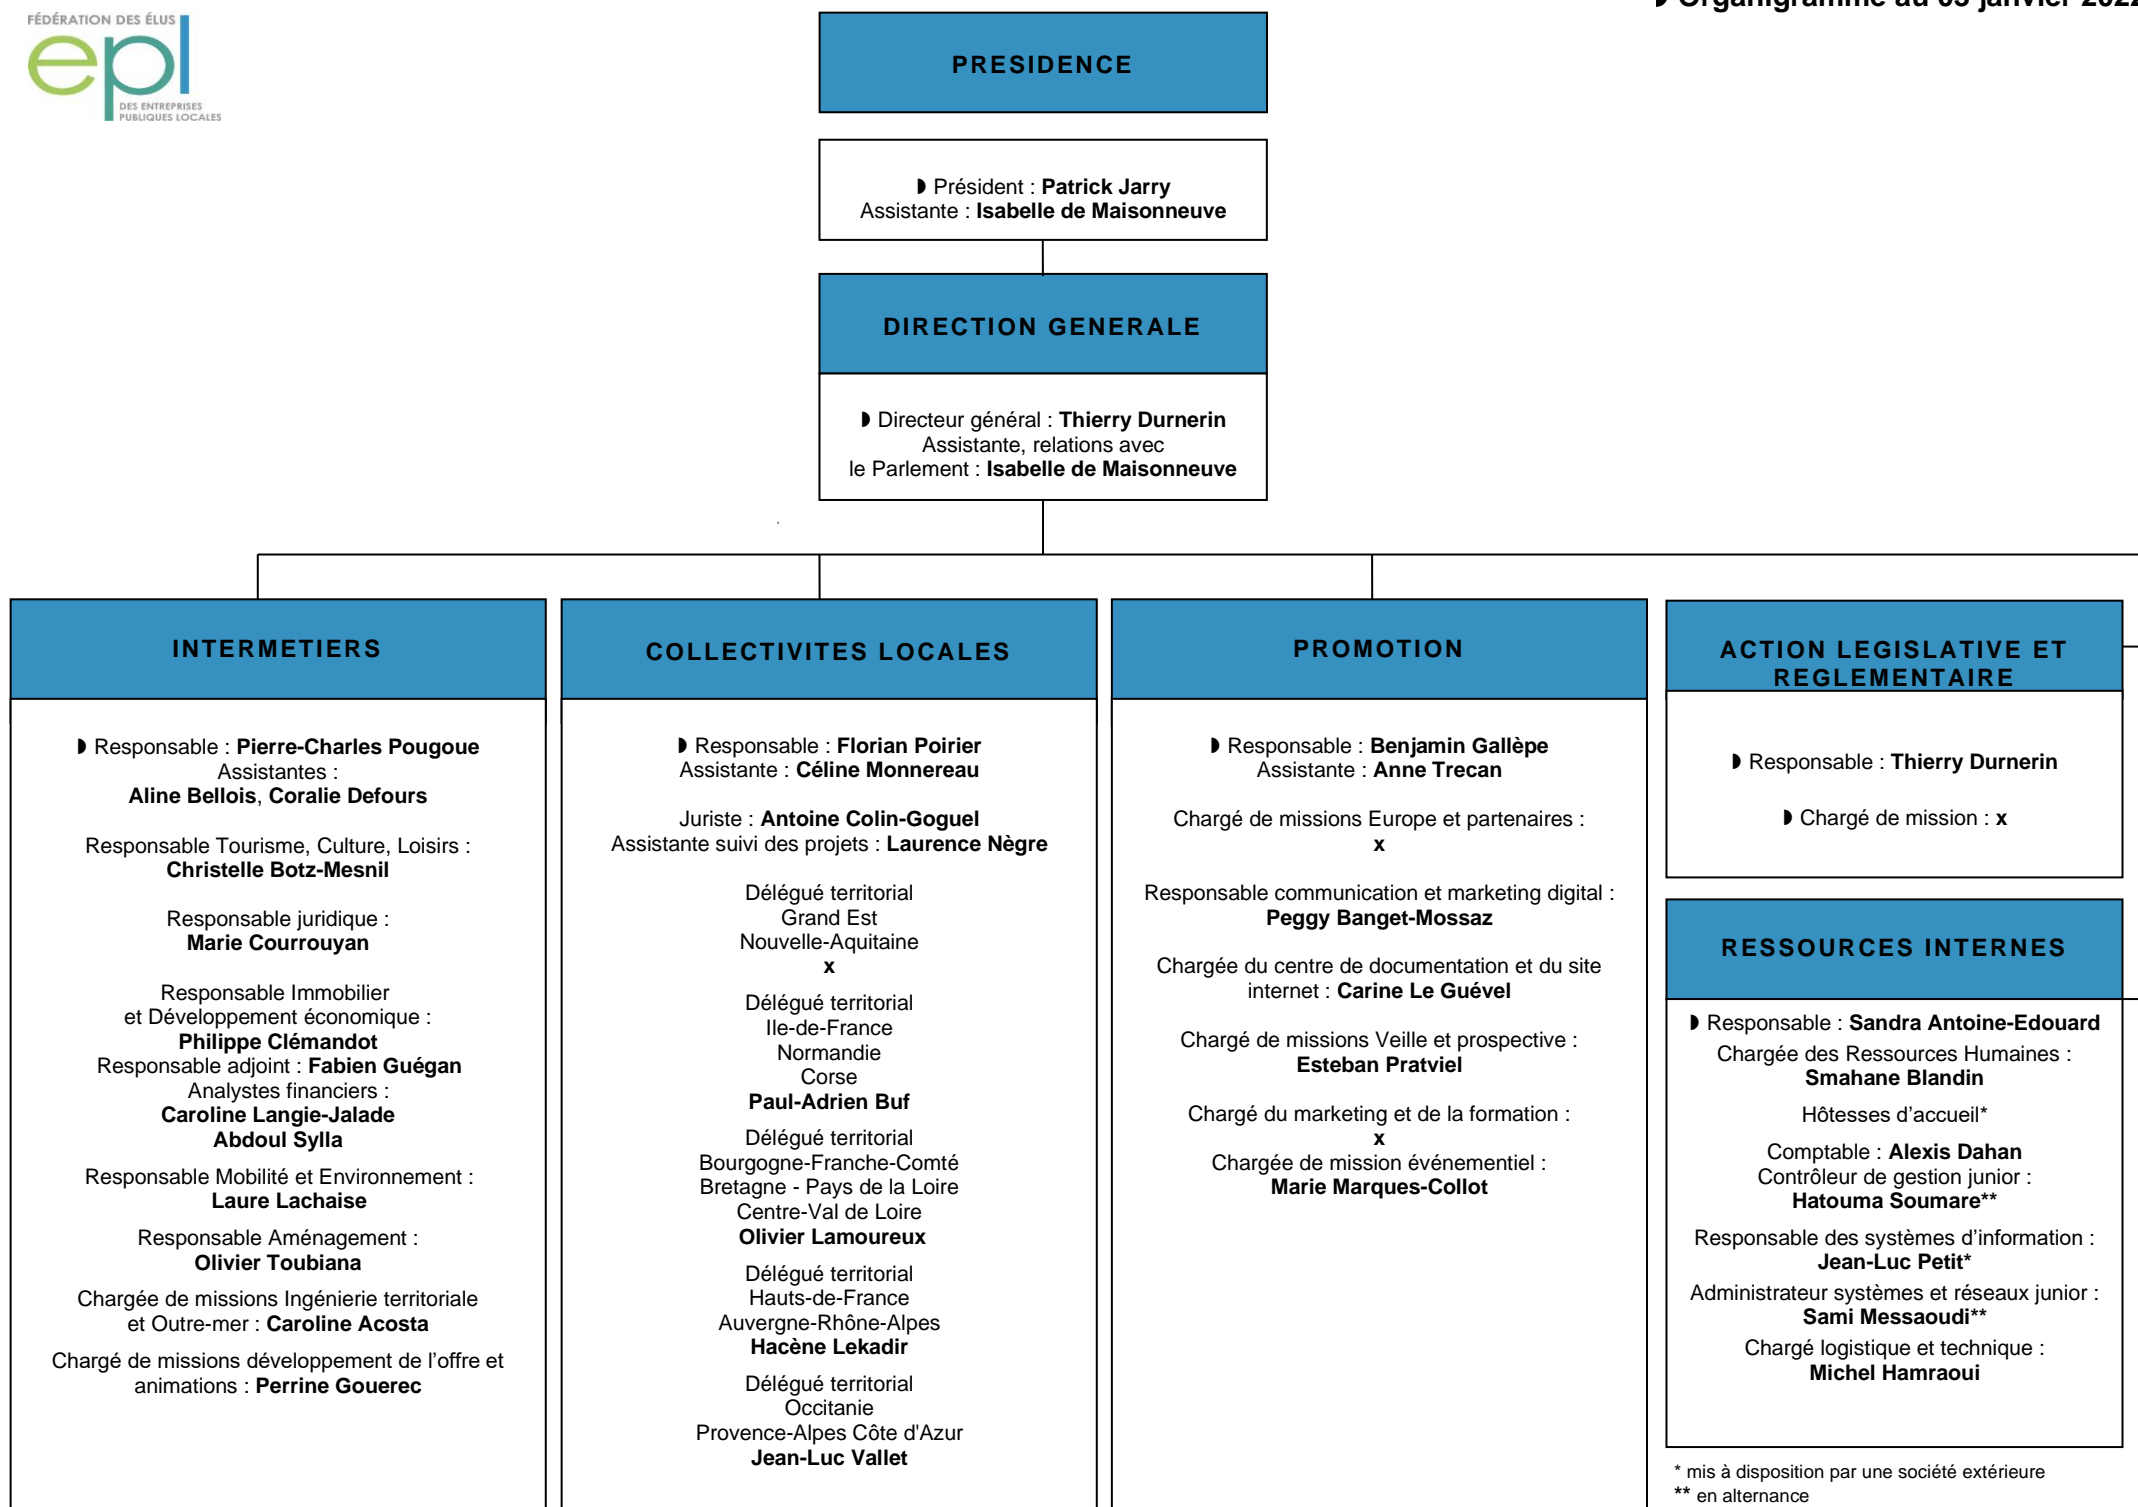 FÉDÉRATION DES ÉLUS
epl
DES ENTREPRISES
PUBLIQUES LOCALES
◗ Organigramme au 03 janvier 2022
PRESIDENCE
◗ Président : Patrick Jarry
Assistante : Isabelle de Maisonneuve
DIRECTION GENERALE
◗ Directeur général : Thierry Durnerin
Assistante, relations avec
le Parlement : Isabelle de Maisonneuve
INTERMETIERS
◗ Responsable : Pierre-Charles Pougoue
Assistantes :
Aline Bellois, Coralie Defours
Responsable Tourisme, Culture, Loisirs :
Christelle Botz-Mesnil
Responsable juridique :
Marie Courrouyan
Responsable Immobilier
et Développement économique :
Philippe Clémandot
Responsable adjoint : Fabien Guégan
Analystes financiers :
Caroline Langie-Jalade
Abdoul Sylla
Responsable Mobilité et Environnement :
Laure Lachaise
Responsable Aménagement :
Olivier Toubiana
Chargée de missions Ingénierie territoriale
et Outre-mer : Caroline Acosta
Chargé de missions développement de l’offre et
animations : Perrine Gouerec
COLLECTIVITES LOCALES
◗ Responsable : Florian Poirier
Assistante : Céline Monnereau
Juriste : Antoine Colin-Goguel
Assistante suivi des projets : Laurence Nègre
Délégué territorial
Grand Est
Nouvelle-Aquitaine
x
Délégué territorial
Ile-de-France
Normandie
Corse
Paul-Adrien Buf
Délégué territorial
Bourgogne-Franche-Comté
Bretagne - Pays de la Loire
Centre-Val de Loire
Olivier Lamoureux
Délégué territorial
Hauts-de-France
Auvergne-Rhône-Alpes
Hacène Lekadir
Délégué territorial
Occitanie
Provence-Alpes Côte d'Azur
Jean-Luc Vallet
PROMOTION
◗ Responsable : Benjamin Gallèpe
Assistante : Anne Trecan
Chargé de missions Europe et partenaires :
x
Responsable communication et marketing digital :
Peggy Banget-Mossaz
Chargée du centre de documentation et du site
internet : Carine Le Guével
Chargé de missions Veille et prospective :
Esteban Pratviel
Chargé du marketing et de la formation :
x
Chargée de mission événementiel :
Marie Marques-Collot
ACTION LEGISLATIVE ET
REGLEMENTAIRE
◗ Responsable : Thierry Durnerin
◗ Chargé de mission : x
RESSOURCES INTERNES
◗ Responsable : Sandra Antoine-Edouard
Chargée des Ressources Humaines :
Smahane Blandin
Hôtesses d’accueil*
Comptable : Alexis Dahan
Contrôleur de gestion junior :
Hatouma Soumare**
Responsable des systèmes d’information :
Jean-Luc Petit*
Administrateur systèmes et réseaux junior :
Sami Messaoudi**
Chargé logistique et technique :
Michel Hamraoui
* mis à disposition par une société extérieure
** en alternance